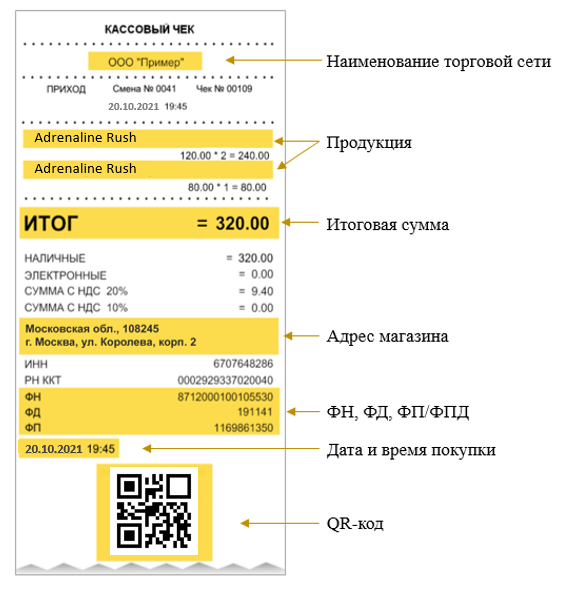 КАССОВЫЙ ЧЕК
ООО "Пример"
Наименование торговой сети
ПРИХОД Смена № 0041 Чек № 00109
20.10.2021 19:45
Adrenaline Rush
Продукция
120.00 * 2 = 240.00
Adrenaline Rush
80.00 * 1 = 80.00
ИТОГ = 320.00
Итоговая сумма
НАЛИЧНЫЕ = 320.00
ЭЛЕКТРОННЫЕ = 0.00
СУММА С НДС 20% = 9.40
СУММА С НДС 10% = 0.00
Московская обл., 108245
г. Москва, ул. Королева, корп. 2
Адрес магазина
ИНН 6707648286
РН ККТ 0002929337020040
ФН 8712000100105530
ФД 191141
ФП 1169861350
ФН, ФД, ФП/ФПД
20.10.2021 19:45
Дата и время покупки
QR-код